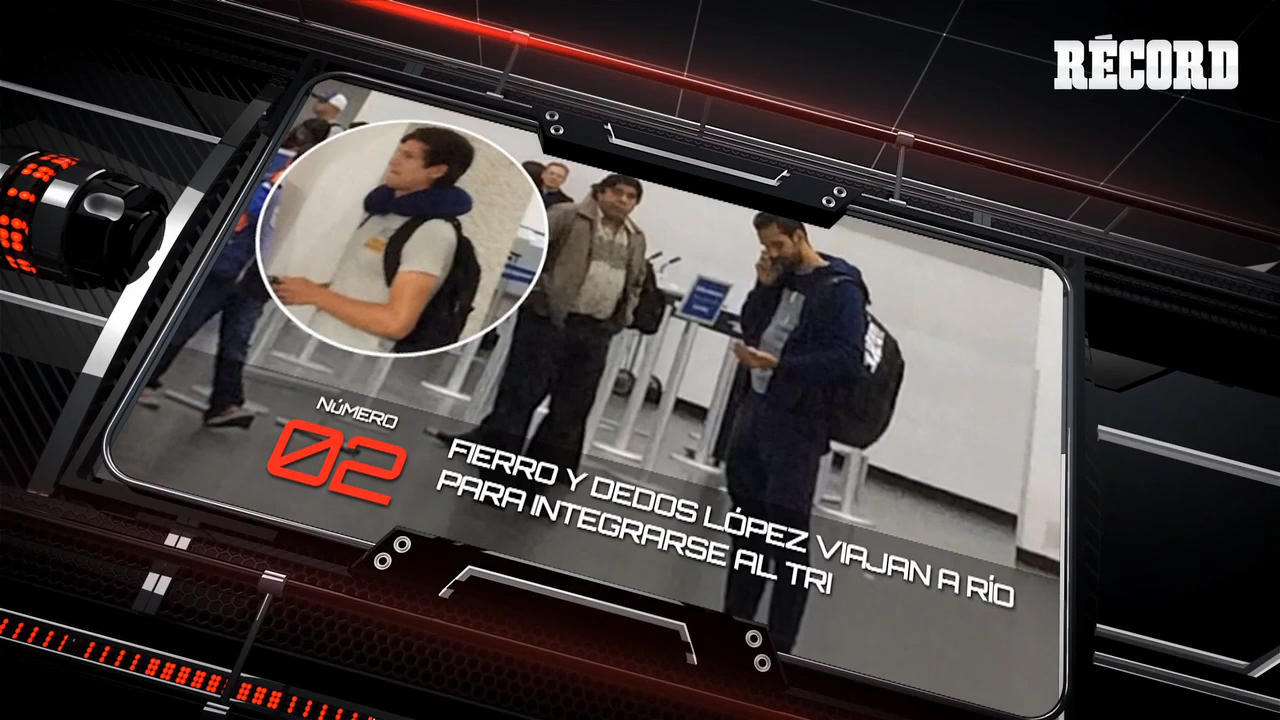 RÉCORD
NÚMERO
02
FIERRO Y DEDOS LÓPEZ VIAJAN A RÍO
PARA INTEGRARSE AL TRI